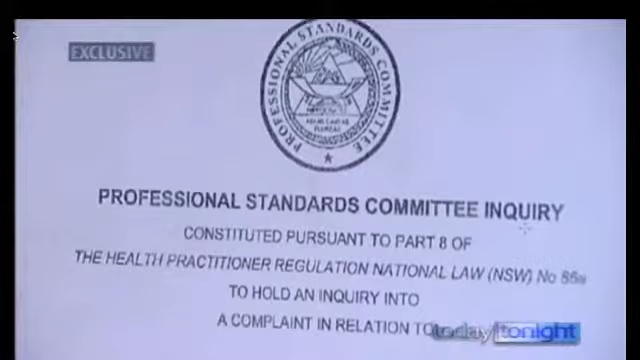 EXCLUSIVE
PROFESSIONAL STANDARDS COMMITTEE
PROFESSIONAL STANDARDS COMMITTEE INQUIRY
CONSTITUTED PURSUANT TO PART 8 OF
THE HEALTH PRACTITIONER REGULATION NATIONAL LAW (NSW) No 86a
TO HOLD AN INQUIRY INTO
A COMPLAINT IN RELATION TO
today tonight